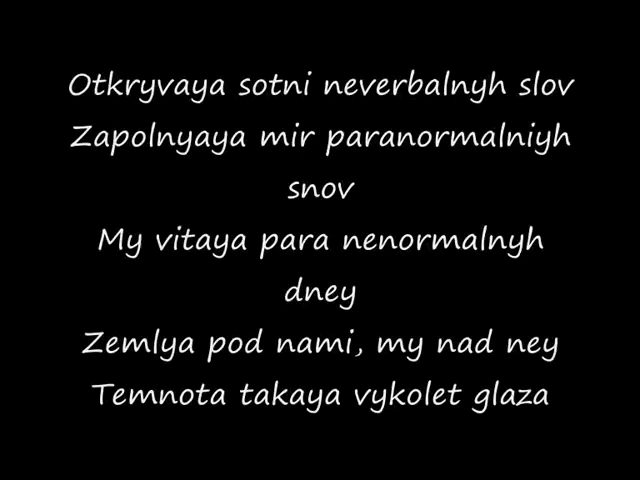 Otkryvaya sotni neverbalnyh slov
Zapolnyaya mir paranormalniyh
snov
My vitaya para nenormalnyh
dney
Zemlya pod nami, my nad ney
Temnota takaya vykolet glaza